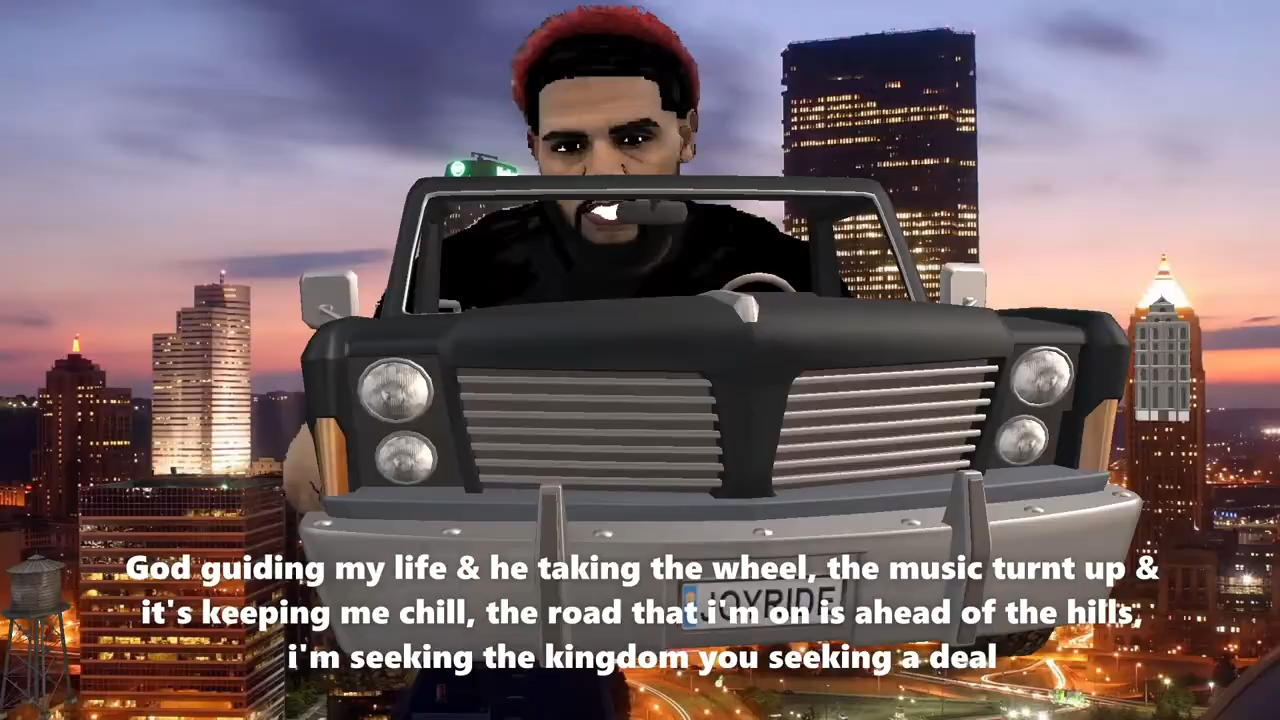 God guiding my life & he taking the wheel, the music turnt up &
it's keeping me chill, the road that i'm on is ahead of the hills,
i'm seeking the kingdom you seeking a deal
JOYRIDE